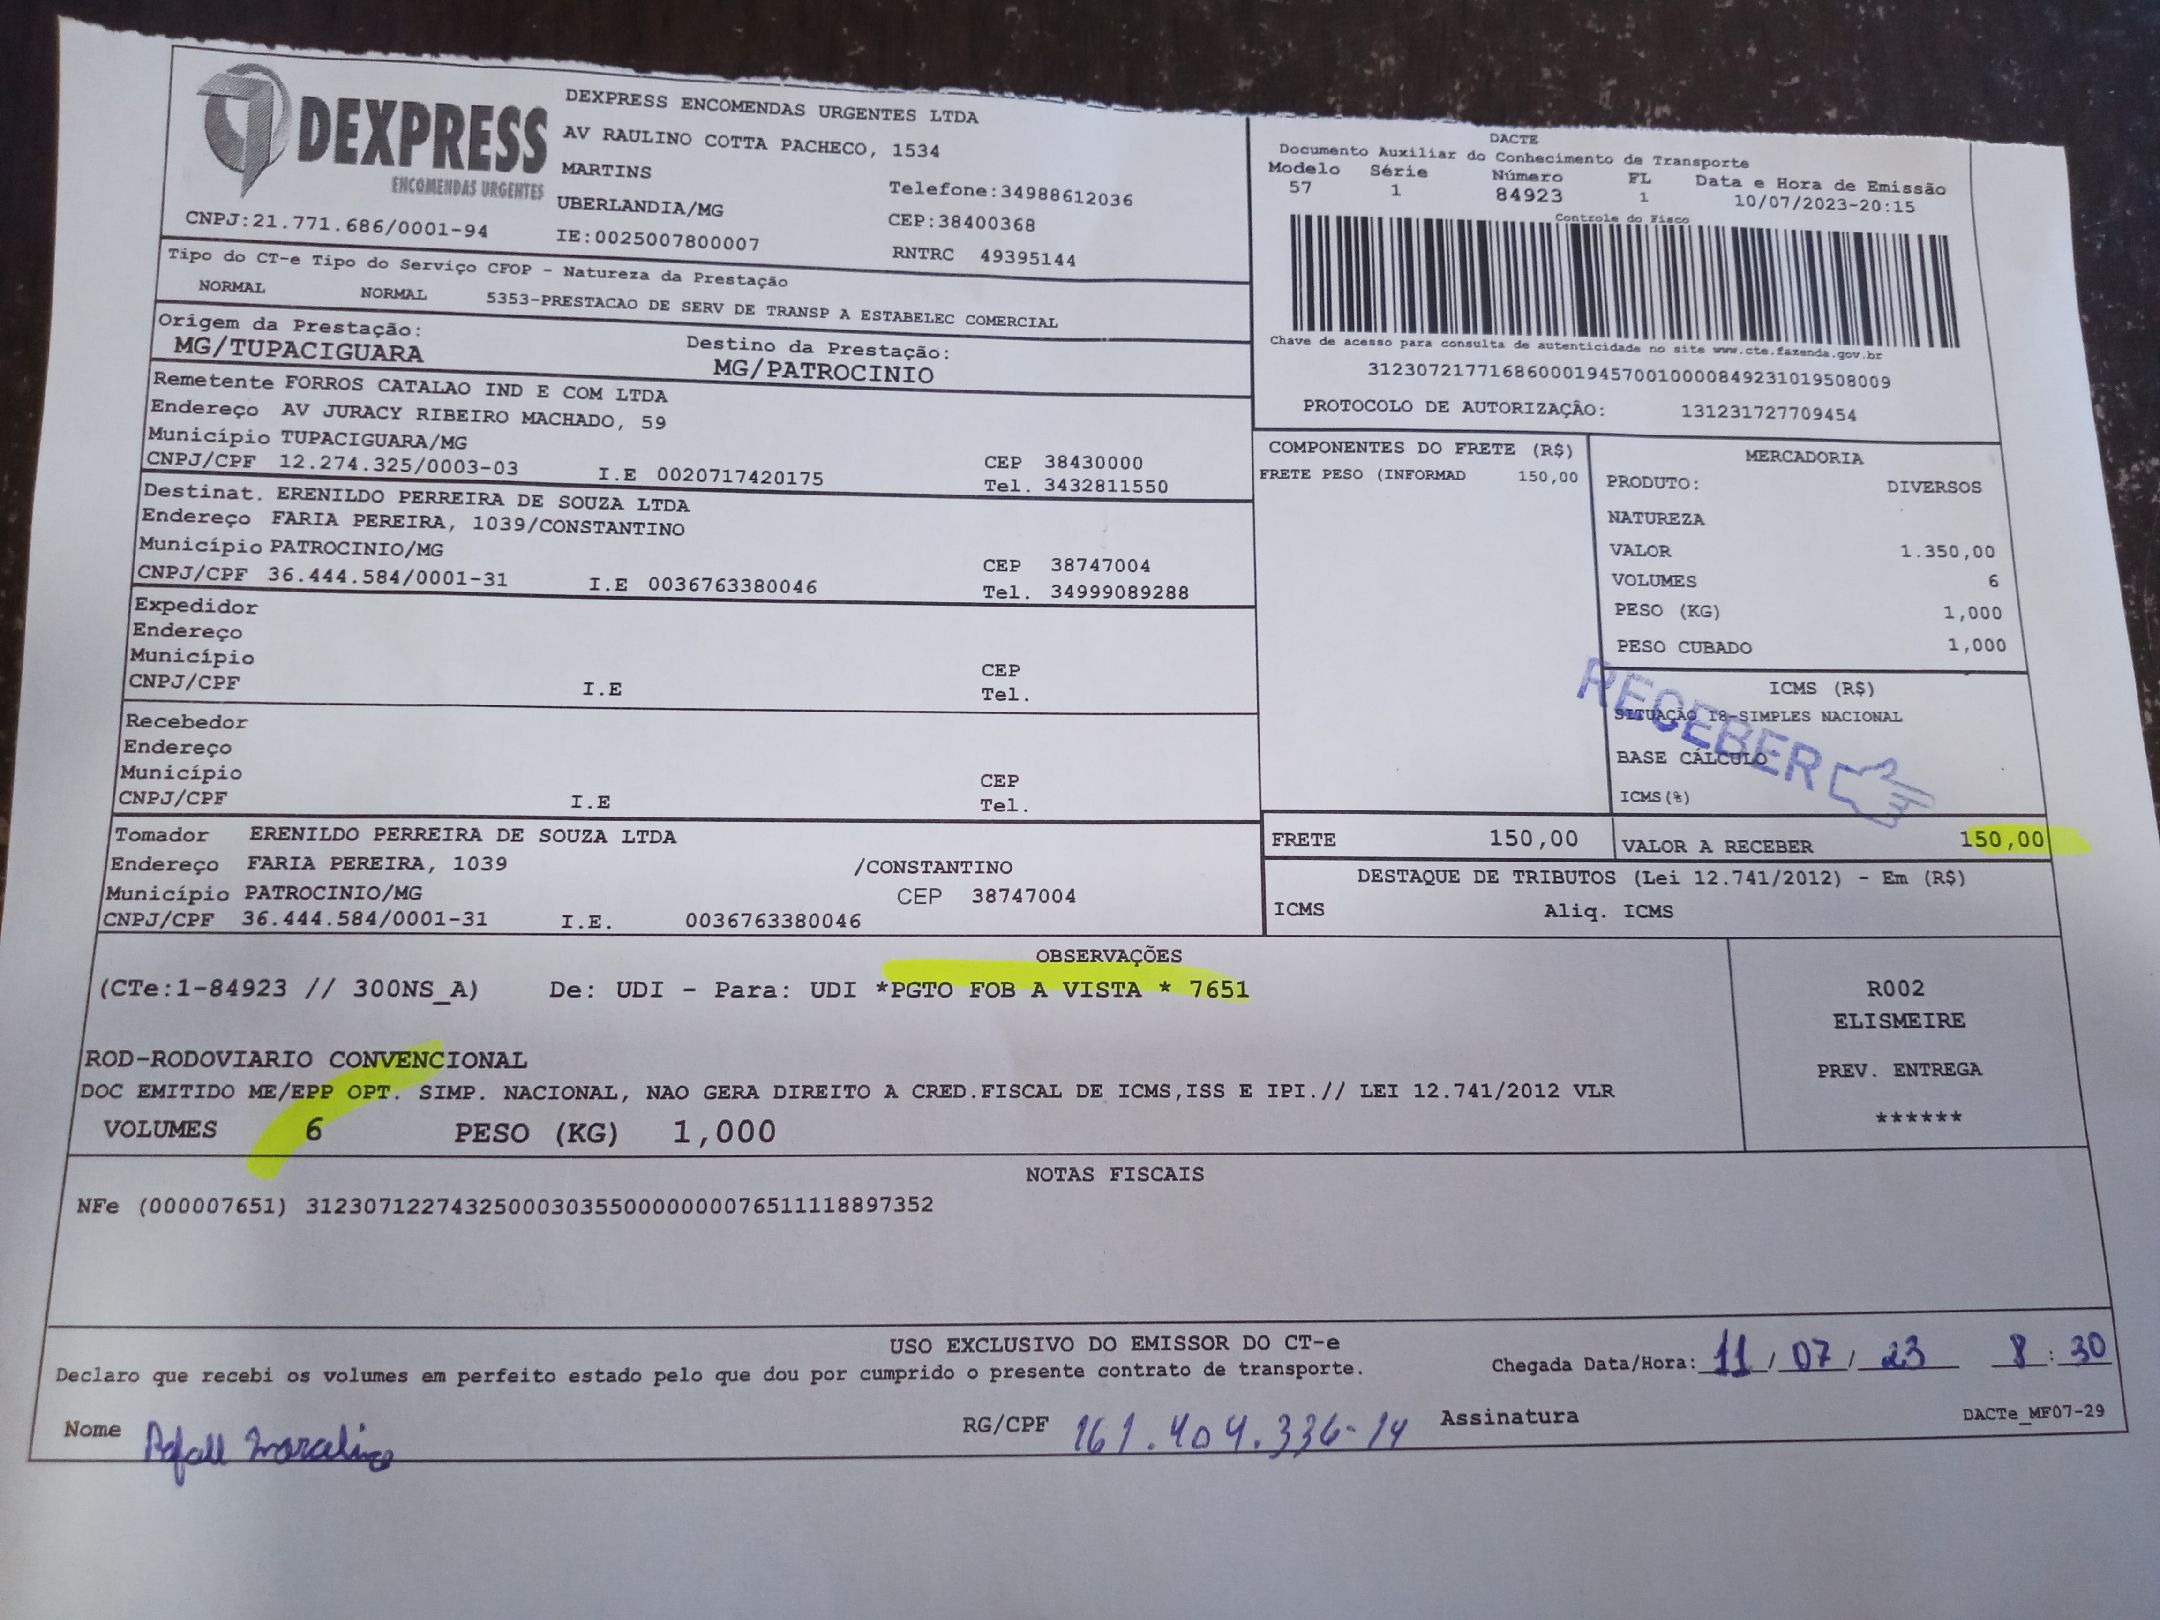 DEXPRESS
ENCOMENDAS URGENTES
CNPJ:21.771.686/0001-94
DEXPRESS ENCOMENDAS URGENTES LTDA
AV RAULINO COTTA PACHECO, 1534
MARTINS
Telefone:34988612036
UBERLANDIA/MG
CEP:38400368
IE:0025007800007
RNTRC 49395144
DACTE
Documento Auxiliar do Conhecimento de Transporte
Modelo Série Número FL Data e Hora de Emissão
57 1 84923 1 10/07/2023-20:15
Controle do Fisco
Chave de acesso para consulta de autenticidade no site www.cte.fazenda.gov.br
31230721771686000194570010000849231019508009
PROTOCOLO DE AUTORIZAÇÂO: 131231727709454
Tipo do CT-e Tipo do Serviço CFOP - Natureza da Prestação
NORMAL NORMAL 5353-PRESTACAO DE SERV DE TRANSP A ESTABELEC COMERCIAL
Origem da Prestação: Destino da Prestação:
MG/TUPACIGUARA MG/PATROCINIO
Remetente FORROS CATALAO IND E COM LTDA
Endereço AV JURACY RIBEIRO MACHADO, 59
Município TUPACIGUARA/MG CEP 38430000
CNPJ/CPF 12.274.325/0003-03 I.E 0020717420175 Tel. 3432811550
Destinat. ERENILDO PERREIRA DE SOUZA LTDA
Endereço FARIA PEREIRA, 1039/CONSTANTINO
Município PATROCINIO/MG CEP 38747004
CNPJ/CPF 36.444.584/0001-31 I.E 0036763380046 Tel. 34999089288
Expedidor
Endereço
Município CEP
CNPJ/CPF I.E Tel.
Recebedor
Endereço
Município CEP
CNPJ/CPF I.E Tel.
Tomador ERENILDO PERREIRA DE SOUZA LTDA
Endereço FARIA PEREIRA, 1039 /CONSTANTINO
Município PATROCINIO/MG CEP 38747004
CNPJ/CPF 36.444.584/0001-31 I.E. 0036763380046
COMPONENTES DO FRETE (R$)
FRETE PESO (INFORMAD 150,00
MERCADORIA
PRODUTO: DIVERSOS
NATUREZA
VALOR 1.350,00
VOLUMES 6
PESO (KG) 1,000
PESO CUBADO 1,000
ICMS (R$)
SITUAÇÃO 18-SIMPLES NACIONAL
BASE CÁLCULO
ICMS(%)
RECEBER
FRETE 150,00 VALOR A RECEBER 150,00
DESTAQUE DE TRIBUTOS (Lei 12.741/2012) - Em (R$)
ICMS Aliq. ICMS
OBSERVAÇÕES
(CTe:1-84923 // 300NS_A) De: UDI - Para: UDI *PGTO FOB A VISTA * 7651
ROD-RODOVIARIO CONVENCIONAL
DOC EMITIDO ME/EPP OPT. SIMP. NACIONAL, NAO GERA DIREITO A CRED.FISCAL DE ICMS,ISS E IPI.// LEI 12.741/2012 VLR
VOLUMES 6 PESO (KG) 1,000
R002
ELISMEIRE
PREV. ENTREGA
******
NOTAS FISCAIS
NFe (000007651) 31230712274325000303550000000076511118897352
USO EXCLUSIVO DO EMISSOR DO CT-e
Declaro que recebi os volumes em perfeito estado pelo que dou por cumprido o presente contrato de transporte.
Chegada Data/Hora: 11 / 07 / 23 8 : 30
Nome RG/CPF 161.404.336-14 Assinatura
DACTe_MF07-29